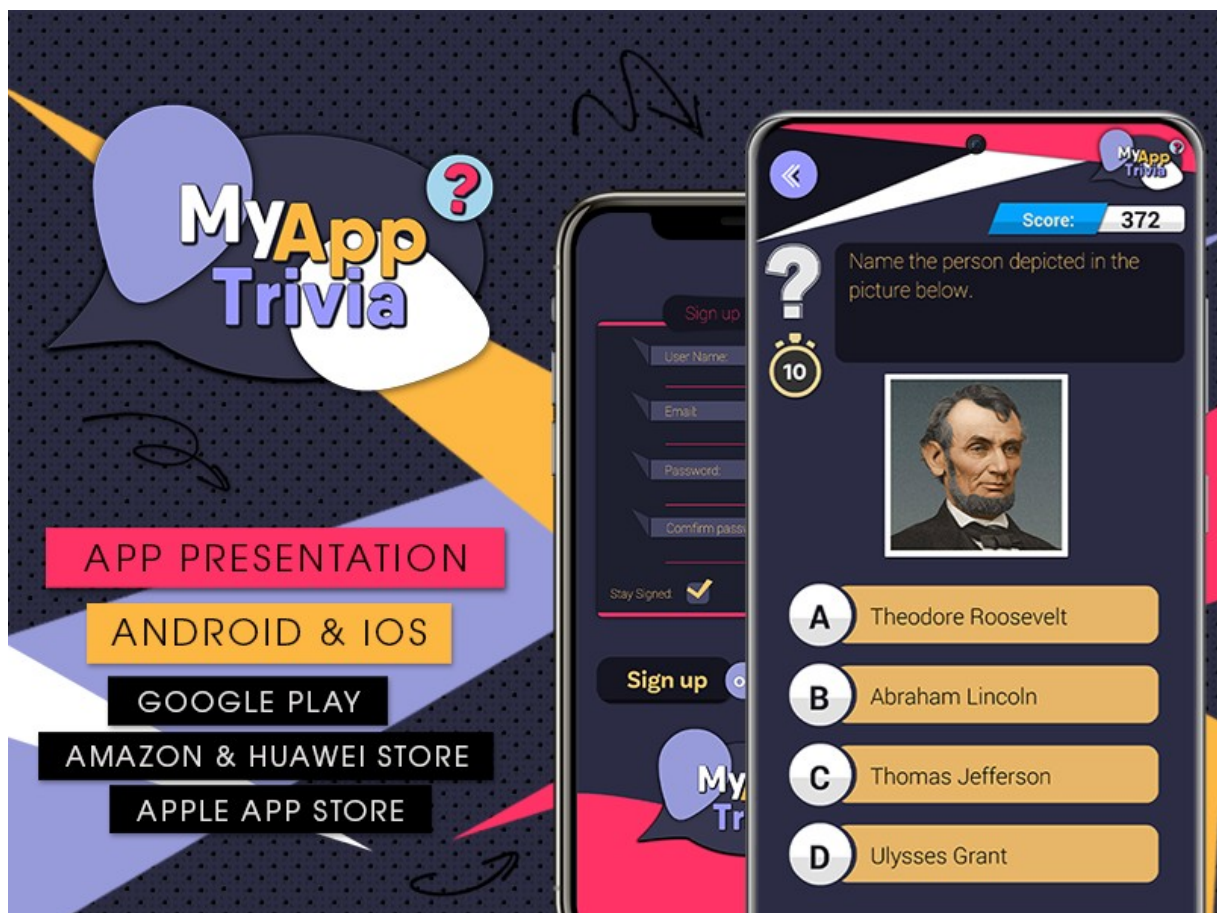 MyApp
Trivia
?
APP PRESENTATION
ANDROID & IOS
GOOGLE PLAY
AMAZON & HUAWEI STORE
APPLE APP STORE
Sign up
User Name:
Email:
Password:
Comfirm
Stay Signed:
Sign up
My
Tr
MyApp
Trivia
?
Score: 372
?
Name the person depicted in the
picture below.
10
A Theodore Roosevelt
B Abraham Lincoln
C Thomas Jefferson
D Ulysses Grant